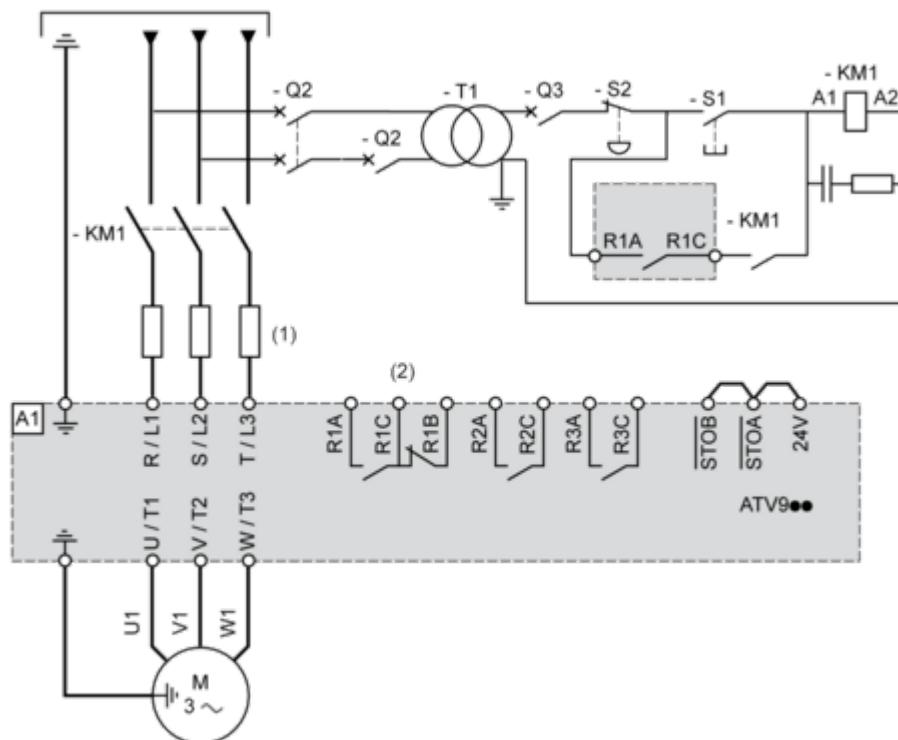 - Q2
- T1
- Q3
- S2
- S1
- KM1
A1
A2
- Q2
- KM1
R1A
R1C
- KM1
(1)
(2)
A1
R / L1
S / L2
T / L3
R1A
R1C
R1B
R2A
R2C
R3A
R3C
STOB
STOA
24V
ATV9●●
U / T1
V / T2
W / T3
U1
V1
W1
M
3 ~